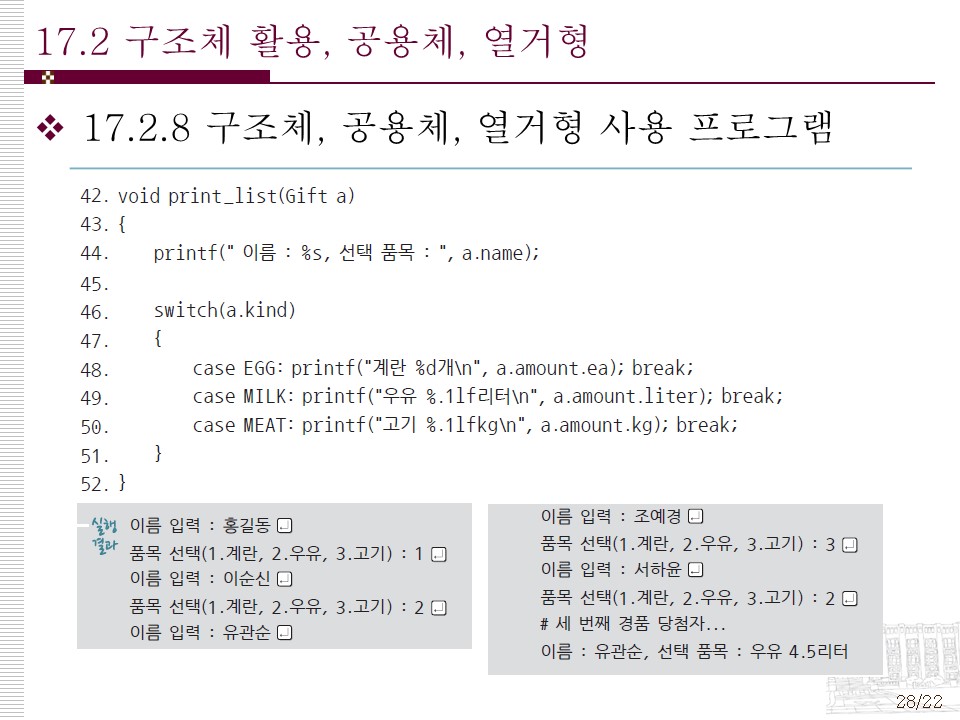 17.2 구조체 활용, 공용체, 열거형
❖ 17.2.8 구조체, 공용체, 열거형 사용 프로그램
42. void print_list(Gift a)
43. {
44. printf(" 이름 : %s, 선택 품목 : ", a.name);
45.
46. switch(a.kind)
47. {
48. case EGG: printf("계란 %d개\n", a.amount.ea); break;
49. case MILK: printf("우유 %.1lf리터\n", a.amount.liter); break;
50. case MEAT: printf("고기 %.1lfkg\n", a.amount.kg); break;
51. }
52. }
실행
결과
이름 입력 : 홍길동 ↵
품목 선택(1.계란, 2.우유, 3.고기) : 1 ↵
이름 입력 : 이순신 ↵
품목 선택(1.계란, 2.우유, 3.고기) : 2 ↵
이름 입력 : 유관순 ↵
이름 입력 : 조예경 ↵
품목 선택(1.계란, 2.우유, 3.고기) : 3 ↵
이름 입력 : 서하윤 ↵
품목 선택(1.계란, 2.우유, 3.고기) : 2 ↵
# 세 번째 경품 당첨자...
이름 : 유관순, 선택 품목 : 우유 4.5리터
28/22